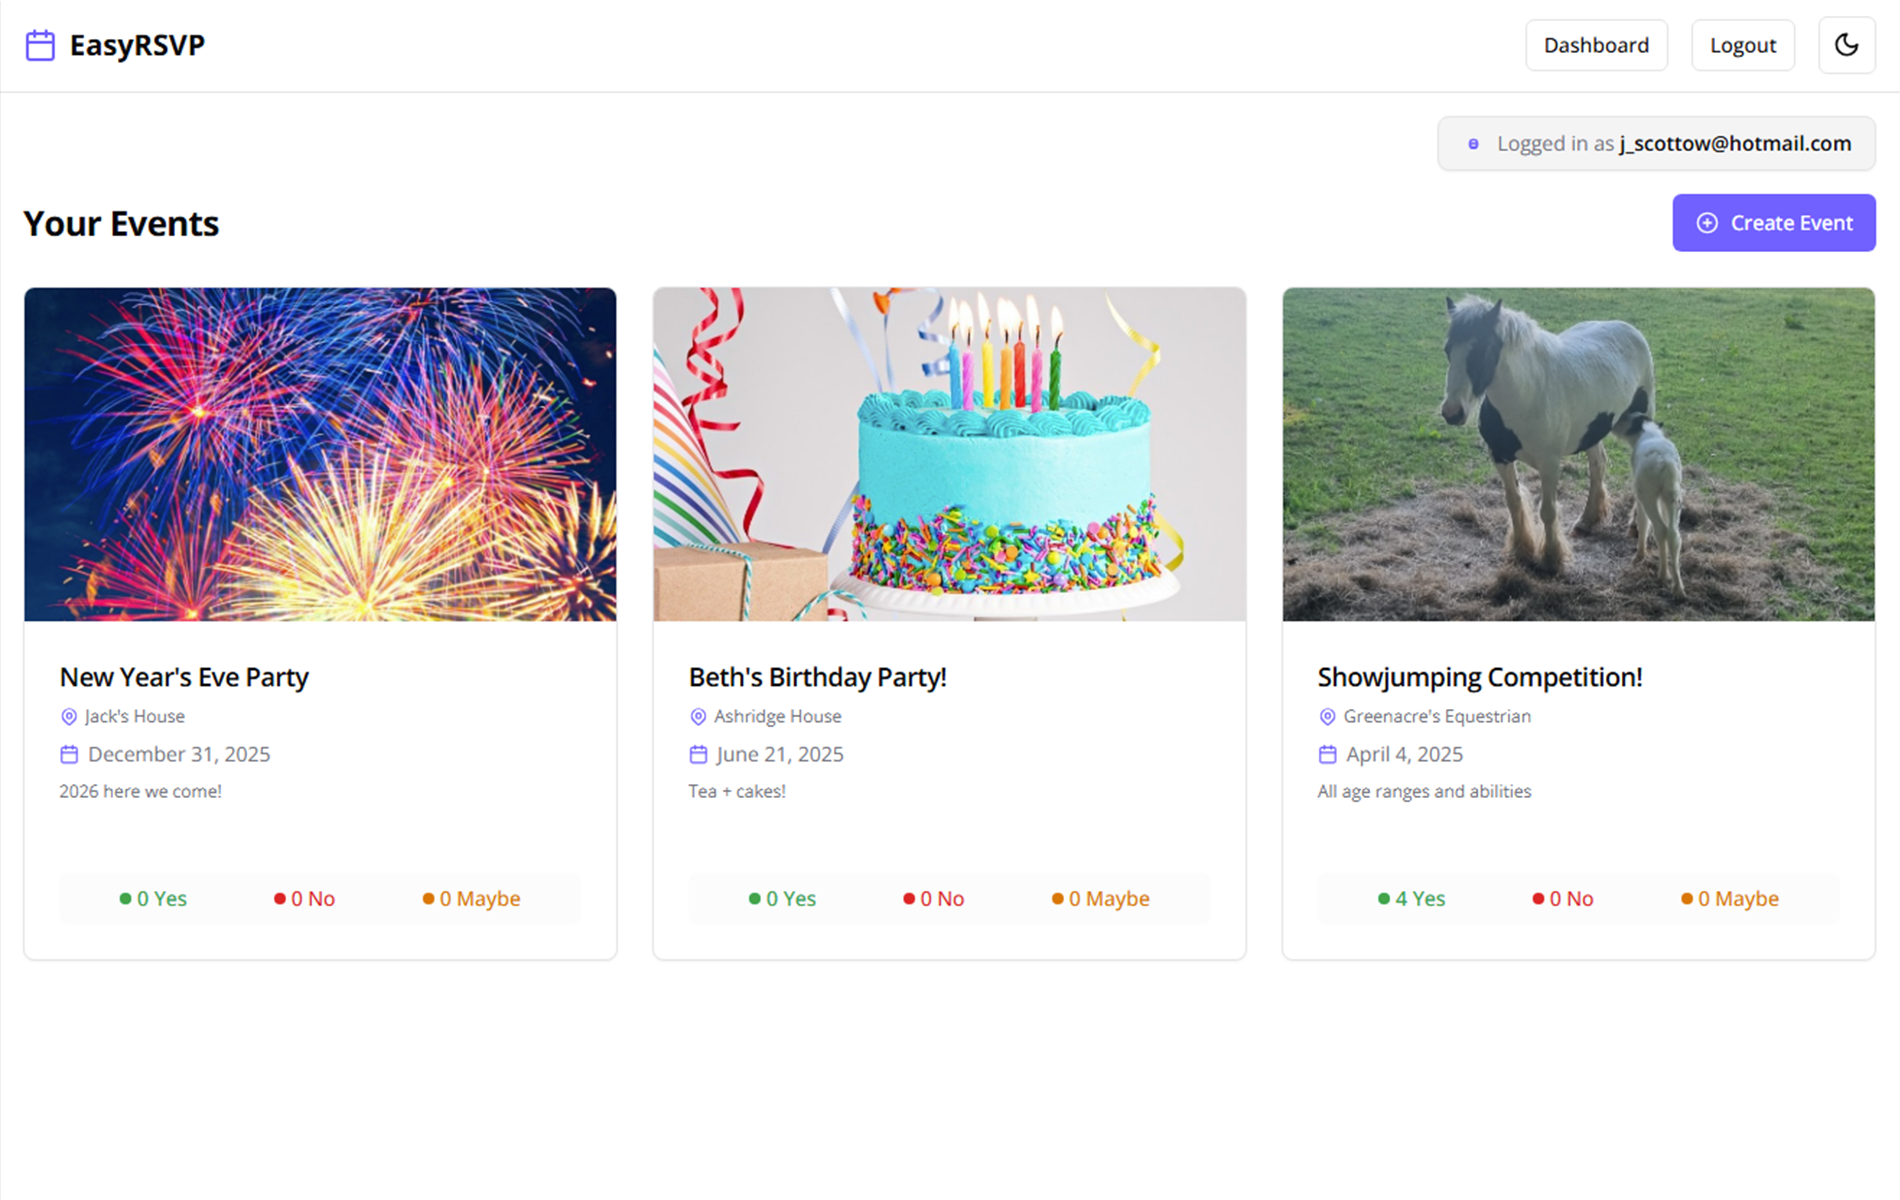 EasyRSVP
Dashboard
Logout
Logged in as j_scottow@hotmail.com
Your Events
Create Event
New Year's Eve Party
Jack's House
December 31, 2025
2026 here we come!
0 Yes
0 No
0 Maybe
Beth's Birthday Party!
Ashridge House
June 21, 2025
Tea + cakes!
0 Yes
0 No
0 Maybe
Showjumping Competition!
Greenacre's Equestrian
April 4, 2025
All age ranges and abilities
4 Yes
0 No
0 Maybe